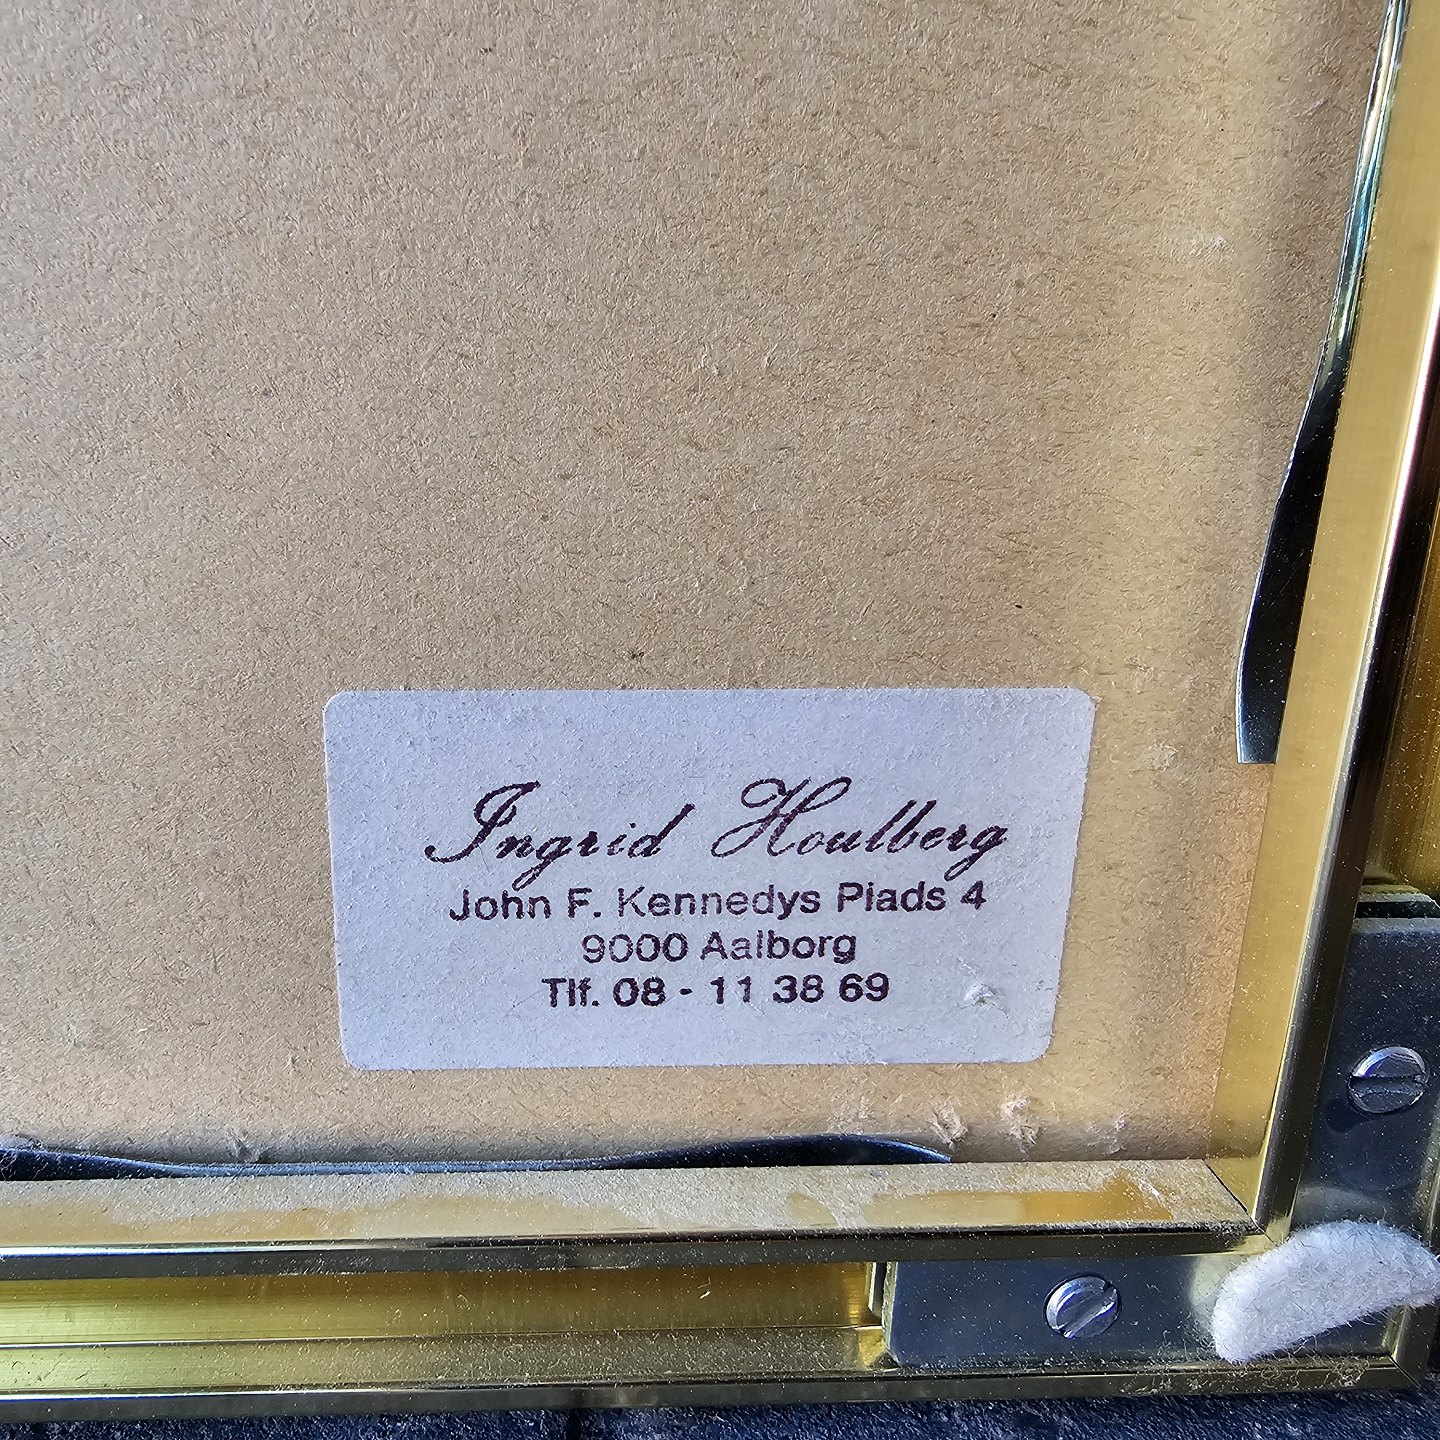 Ingrid Houlberg
John F. Kennedys Plads 4
9000 Aalborg
Tlf. 08 - 11 38 69